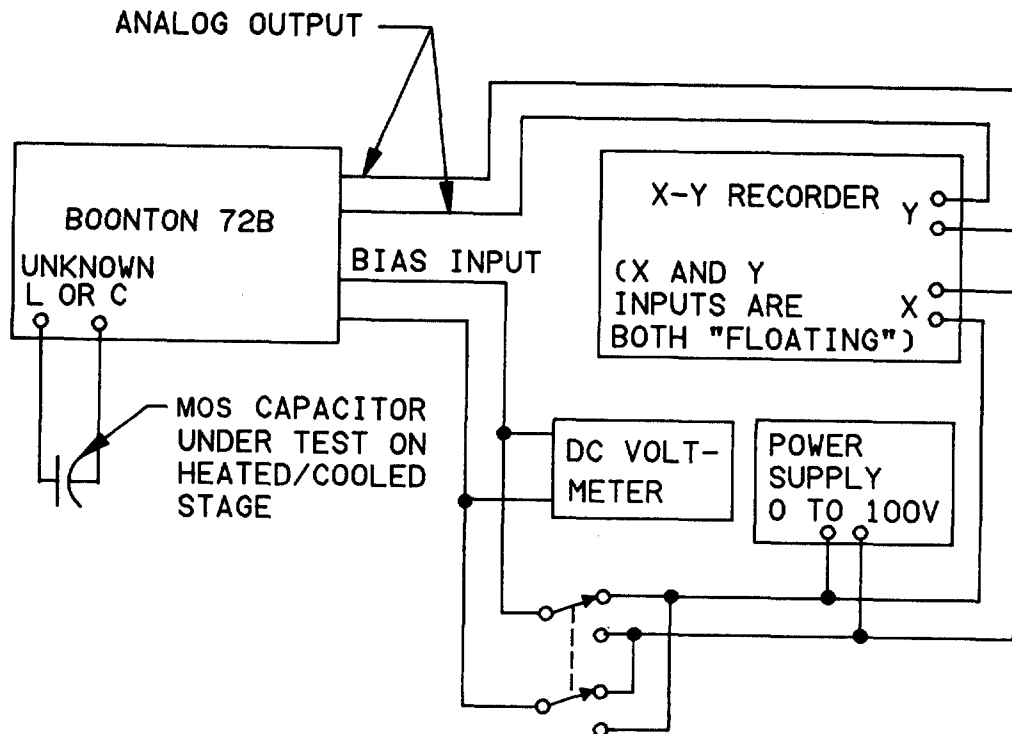 ANALOG OUTPUT
BOONTON 72B
UNKNOWN
L OR C
BIAS INPUT
X-Y RECORDER
Y
(X AND Y
INPUTS ARE
BOTH "FLOATING")
X
MOS CAPACITOR
UNDER TEST ON
HEATED/COOLED
STAGE
DC VOLT-
METER
POWER
SUPPLY
0 TO 100V